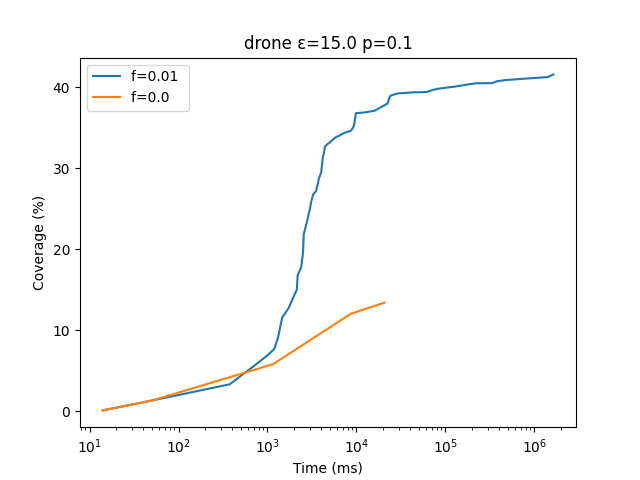 drone ε=15.0 p=0.1
f=0.01
f=0.0
40
30
20
10
0
Coverage (%)
10¹ 10² 10³ 10⁴ 10⁵ 10⁶
Time (ms)